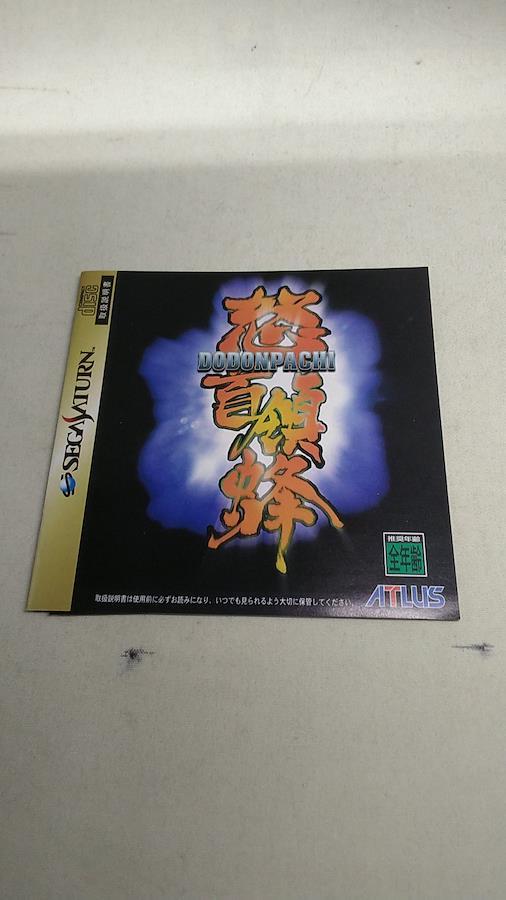 COMPACT disc
取扱説明書
SEGA SATURN™
怒首領蜂
DODONPACHI
推奨年齢
全年齢
取扱説明書は使用前に必ずお読みになり、いつでも見られるよう大切に保管してください。
ATLUS